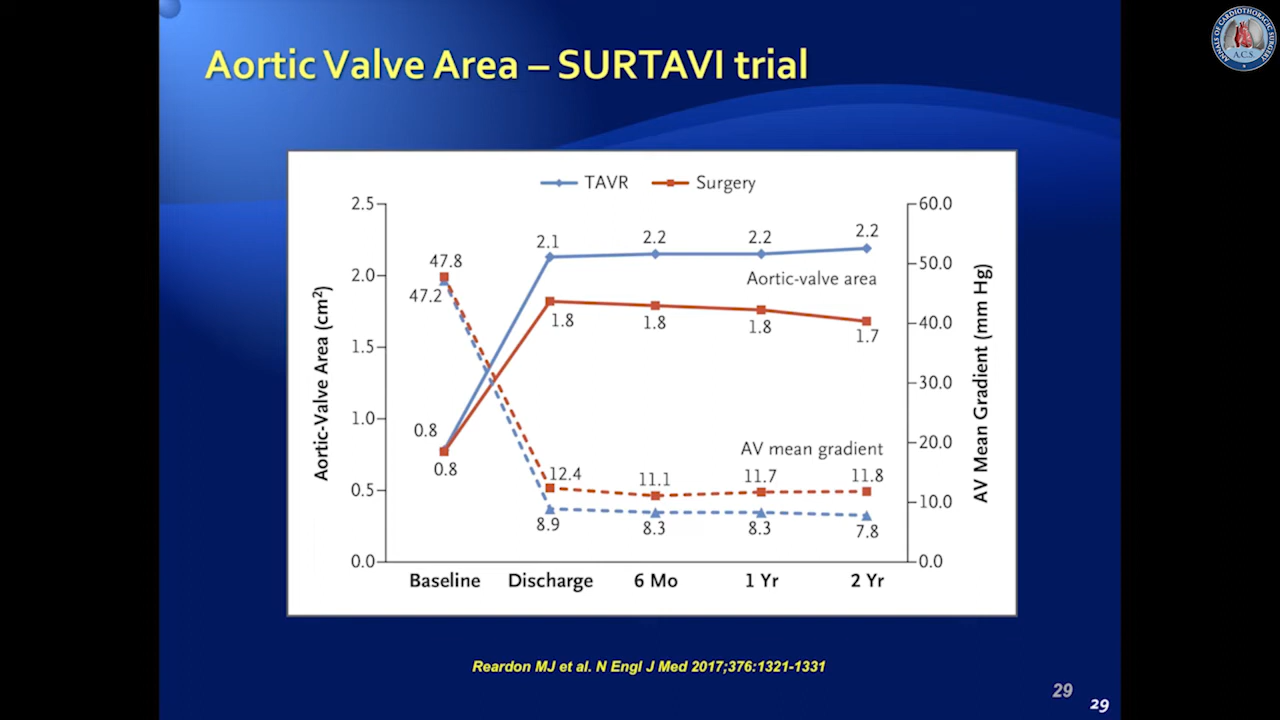 Aortic Valve Area – SURTAVI trial
ANNALS OF CARDIOTHORACIC SURGERY
A.C.S
TAVR Surgery
2.5 60.0
2.1 2.2 2.2 2.2
47.8
2.0 50.0
47.2
Aortic-valve area
1.8 1.8 1.8 1.7
40.0
1.5
30.0
1.0
0.8
20.0
0.8
AV mean gradient
12.4 11.1 11.7 11.8
0.5
10.0
8.9 8.3 8.3 7.8
0.0 0.0
Aortic-Valve Area (cm²)
AV Mean Gradient (mm Hg)
Baseline Discharge 6 Mo 1 Yr 2 Yr
Reardon MJ et al. N Engl J Med 2017;376:1321-1331
29
29